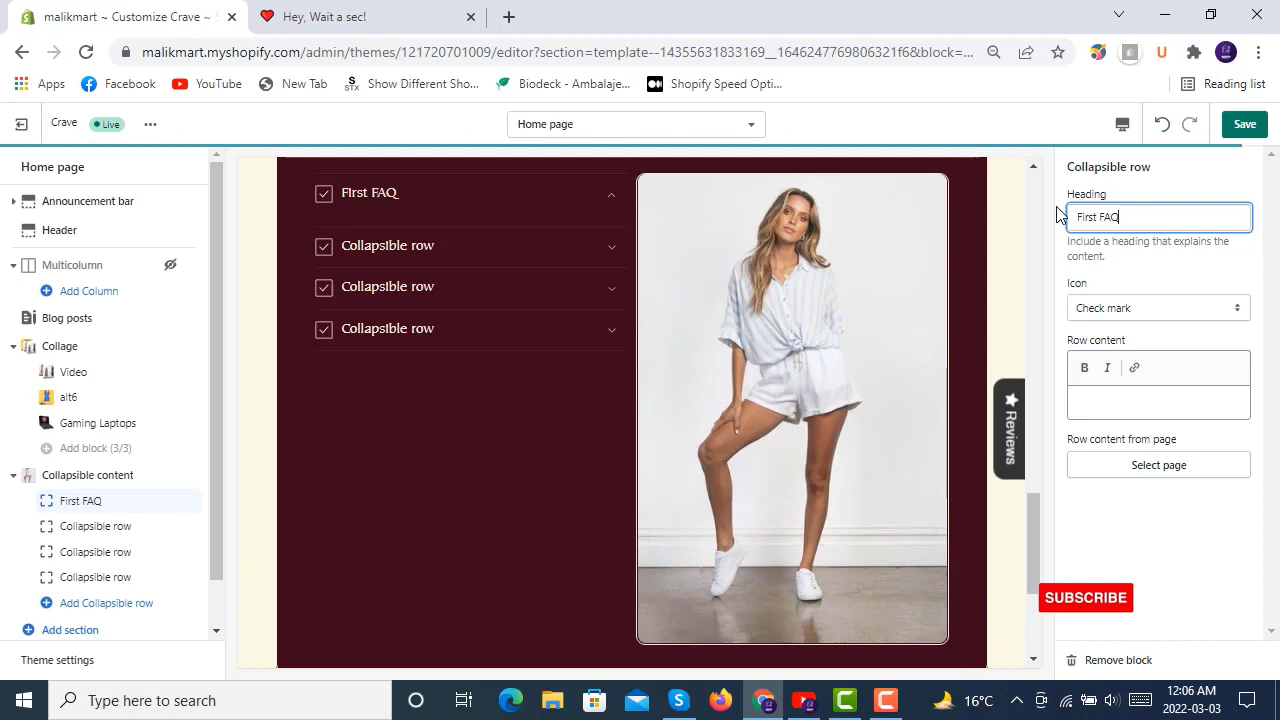 malikmart ~ Customize Crave ~ S
Hey, Wait a sec!
malikmart.myshopify.com/admin/themes/121720701009/editor?section=template--14355631833169__1646247769806321f6&block=...
Apps
Facebook
YouTube
New Tab
STX
Show Different Sho...
Biodeck - Ambalaje...
Shopify Speed Opti...
Reading list
Crave
Live
Home page
Save
Home page
Announcement bar
Header
Multicolumn
Add Column
Blog posts
Collage
Video
alt6
Gaming Laptops
Add block (3/3)
Collapsible content
First FAQ
Collapsible row
Collapsible row
Collapsible row
Add Collapsible row
Add section
Theme settings
First FAQ
Collapsible row
Collapsible row
Collapsible row
Reviews
Collapsible row
Heading
First FAQ
Include a heading that explains the
content.
Icon
Check mark
Row content
B I
Row content from page
Select page
SUBSCRIBE
Remove block
Type here to search
16°C
12:06 AM
2022-03-03